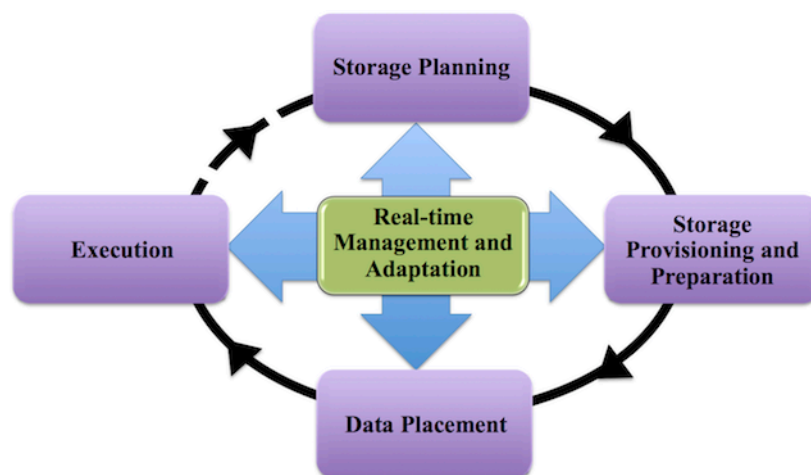 Storage Planning
Execution
Real-time
Management and
Adaptation
Storage
Provisioning and
Preparation
Data Placement